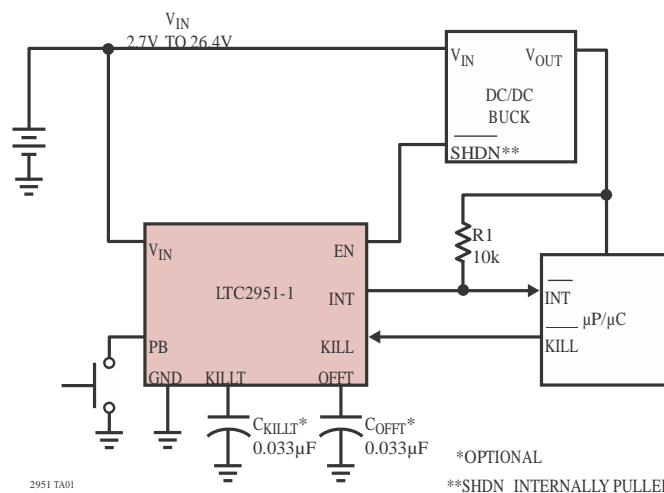 VIN
2.7V TO 26.4V
VIN
VOUT
DC/DC
BUCK
SHDN**
R1
10k
VIN
EN
LTC2951-1
INT
INT
µP/µC
KILL
KILL
PB
GND
KILLT
OFFT
CKILLT*
0.033µF
COFFT*
0.033µF
*OPTIONAL
2951 TA01
**SHDN INTERNALLY PULLE